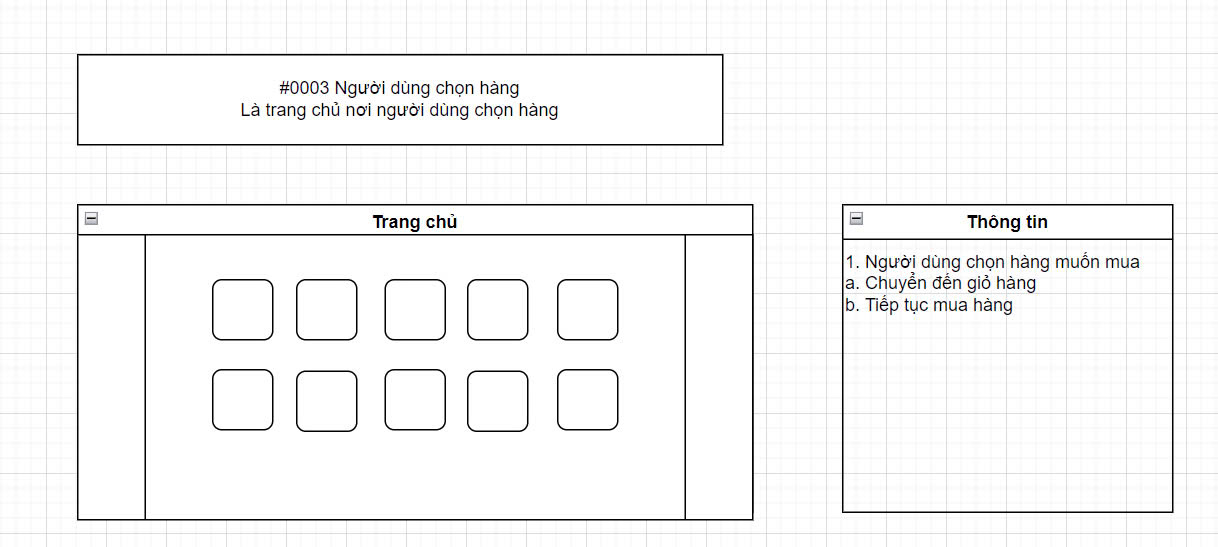 #0003 Người dùng chọn hàng
Là trang chủ nơi người dùng chọn hàng
Trang chủ
Thông tin
1. Người dùng chọn hàng muốn mua
a. Chuyển đến giỏ hàng
b. Tiếp tục mua hàng